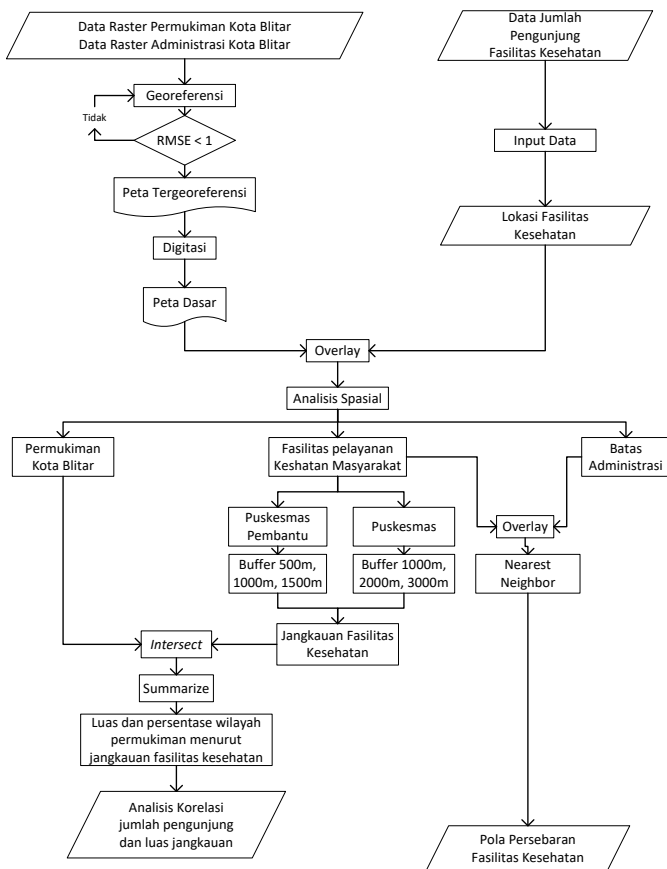 Data Raster Permukiman Kota Blitar
Data Raster Administrasi Kota Blitar
Data Jumlah
Pengunjung
Fasilitas Kesehatan
Georeferensi
Tidak
RMSE < 1
Input Data
Peta Tergeoreferensi
Lokasi Fasilitas
Kesehatan
Digitasi
Peta Dasar
Overlay
Analisis Spasial
Permukiman
Kota Blitar
Fasilitas pelayanan
Keshatan Masyarakat
Batas
Administrasi
Puskesmas
Pembantu
Puskesmas
Overlay
Buffer 500m,
1000m, 1500m
Buffer 1000m,
2000m, 3000m
Nearest
Neighbor
Intersect
Jangkauan Fasilitas
Kesehatan
Summarize
Luas dan persentase wilayah
permukiman menurut
jangkauan fasilitas kesehatan
Analisis Korelasi
jumlah pengunjung
dan luas jangkauan
Pola Persebaran
Fasilitas Kesehatan